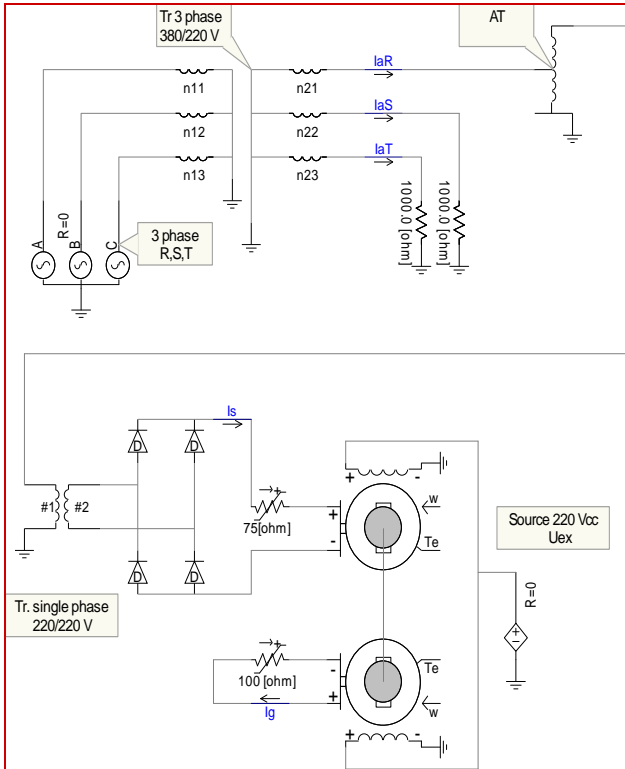 Tr 3 phase
380/220 V
AT
IaR
n11
n21
IaS
n12
n22
IaT
n13
n23
1000.0 [ohm]
1000.0 [ohm]
R=0
A
B
C
3 phase
R,S,T
Is
D
D
#1
#2
+
75[ohm]
+
-
+
-
w
Te
Source 220 Vcc
Uex
D
D
R=0
Tr. single phase
220/220 V
+
-
+
100 [ohm]
-
+
Te
w
Ig
+
-